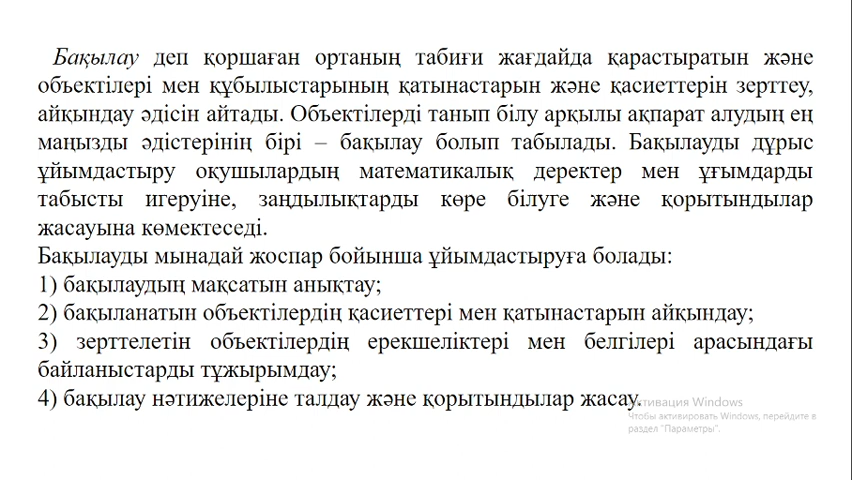 Бақылау деп қоршаған ортаның табиғи жағдайда қарастыратын және
объектілері мен құбылыстарының қатынастарын және қасиеттерін зерттеу,
айқындау әдісін айтады. Объектілерді танып білу арқылы ақпарат алудың ең
маңызды әдістерінің бірі – бақылау болып табылады. Бақылауды дұрыс
ұйымдастыру оқушылардың математикалық деректер мен ұғымдарды
табысты игеруіне, заңдылықтарды көре білуге және қорытындылар
жасауына көмектеседі.
Бақылауды мынадай жоспар бойынша ұйымдастыруға болады:
1) бақылаудың мақсатын анықтау;
2) бақыланатын объектілердің қасиеттері мен қатынастарын айқындау;
3) зерттелетін объектілердің ерекшеліктері мен белгілері арасындағы
байланыстарды тұжырымдау;
4) бақылау нәтижелеріне талдау және қорытындылар жасау.
Активация Windows
Чтобы активировать Windows, перейдите в
раздел "Параметры".